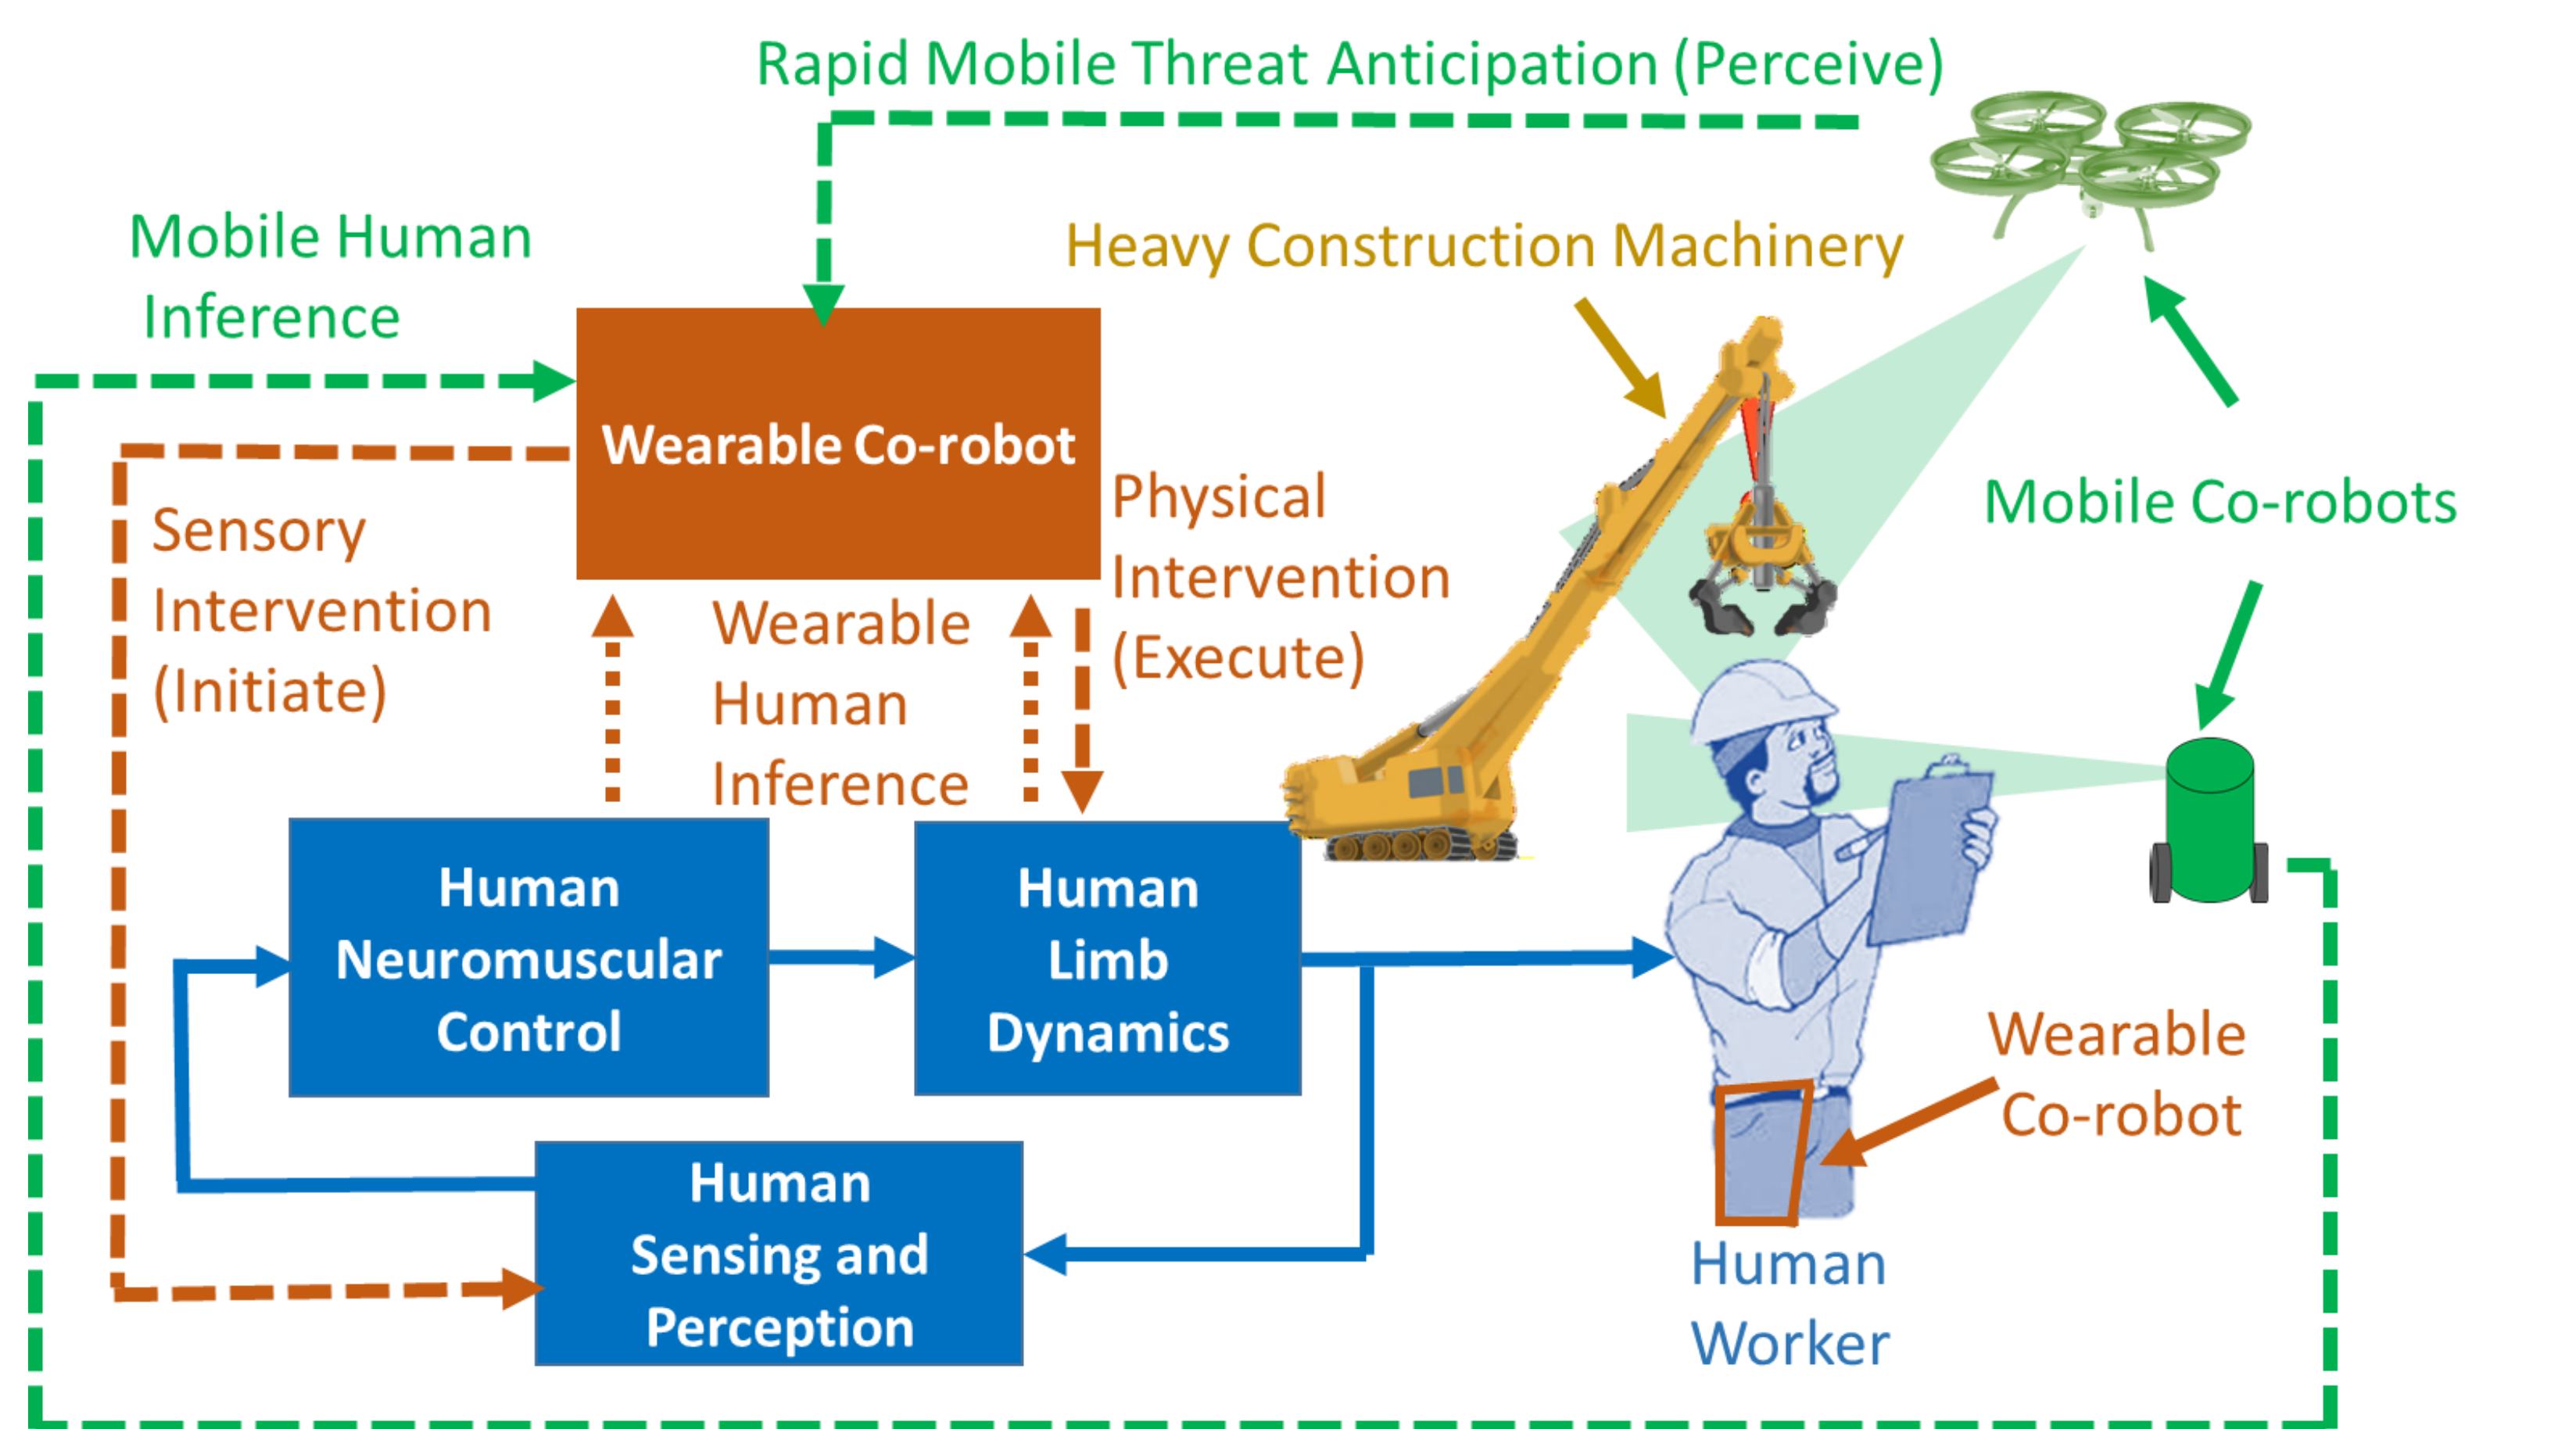 Rapid Mobile Threat Anticipation (Perceive)
Mobile Human
Inference
Heavy Construction Machinery
Wearable Co-robot
Sensory
Intervention
(Initiate)
Wearable
Human
Inference
Physical
Intervention
(Execute)
Mobile Co-robots
Human
Neuromuscular
Control
Human
Limb
Dynamics
Human
Sensing and
Perception
Wearable
Co-robot
Human
Worker